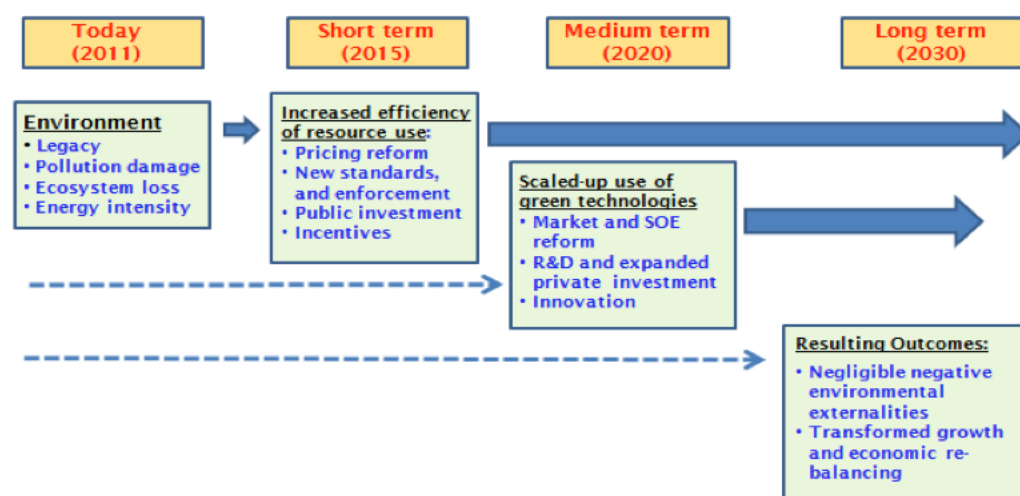 Today
(2011)
Short term
(2015)
Medium term
(2020)
Long term
(2030)
Environment
• Legacy
• Pollution damage
• Ecosystem loss
• Energy intensity
Increased efficiency
of resource use:
• Pricing reform
• New standards,
and enforcement
• Public investment
• Incentives
Scaled-up use of
green technologies
• Market and SOE
reform
• R&D and expanded
private investment
• Innovation
Resulting Outcomes:
• Negligible negative
environmental
externalities
• Transformed growth
and economic re-
balancing